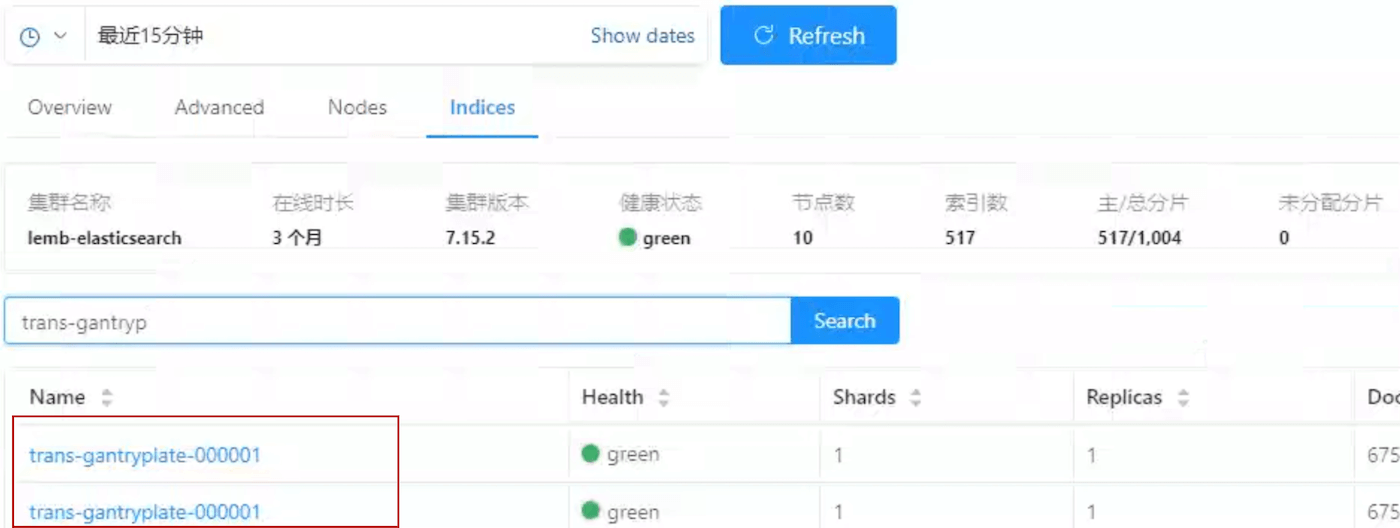 最近15分钟 Show dates Refresh
Overview Advanced Nodes Indices
集群名称 在线时长 集群版本 健康状态 节点数 索引数 主/总分片 未分配分片
lemb-elasticsearch 3 个月 7.15.2 green 10 517 517/1,004 0
trans-gantryp Search
Name Health Shards Replicas Doc
trans-gantryplate-000001 green 1 1 675
trans-gantryplate-000001 green 1 1 675